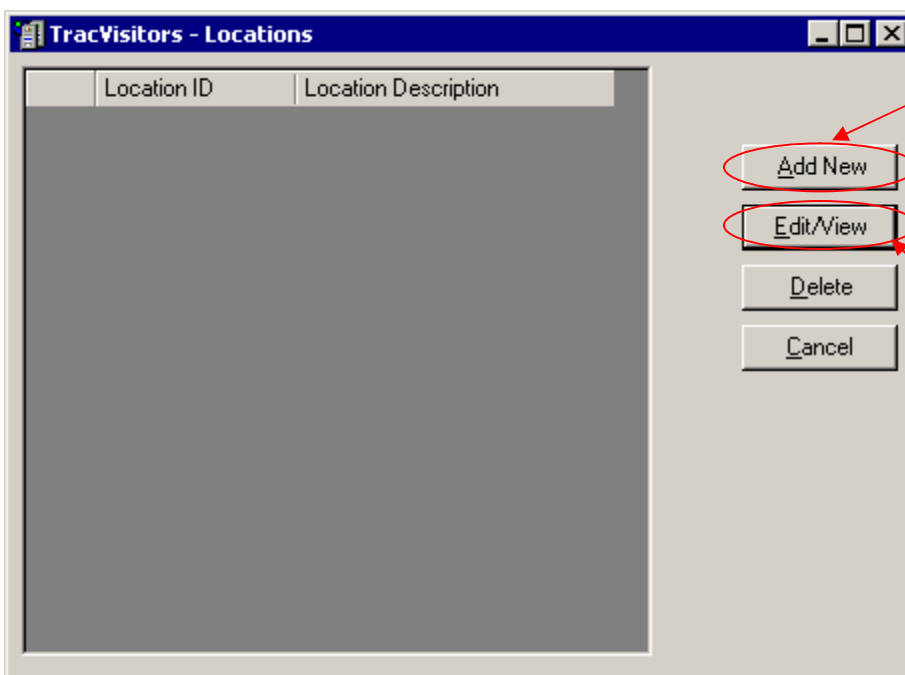 TracVisitors - Locations
Location ID Location Description
Add New
Edit/View
Delete
Cancel